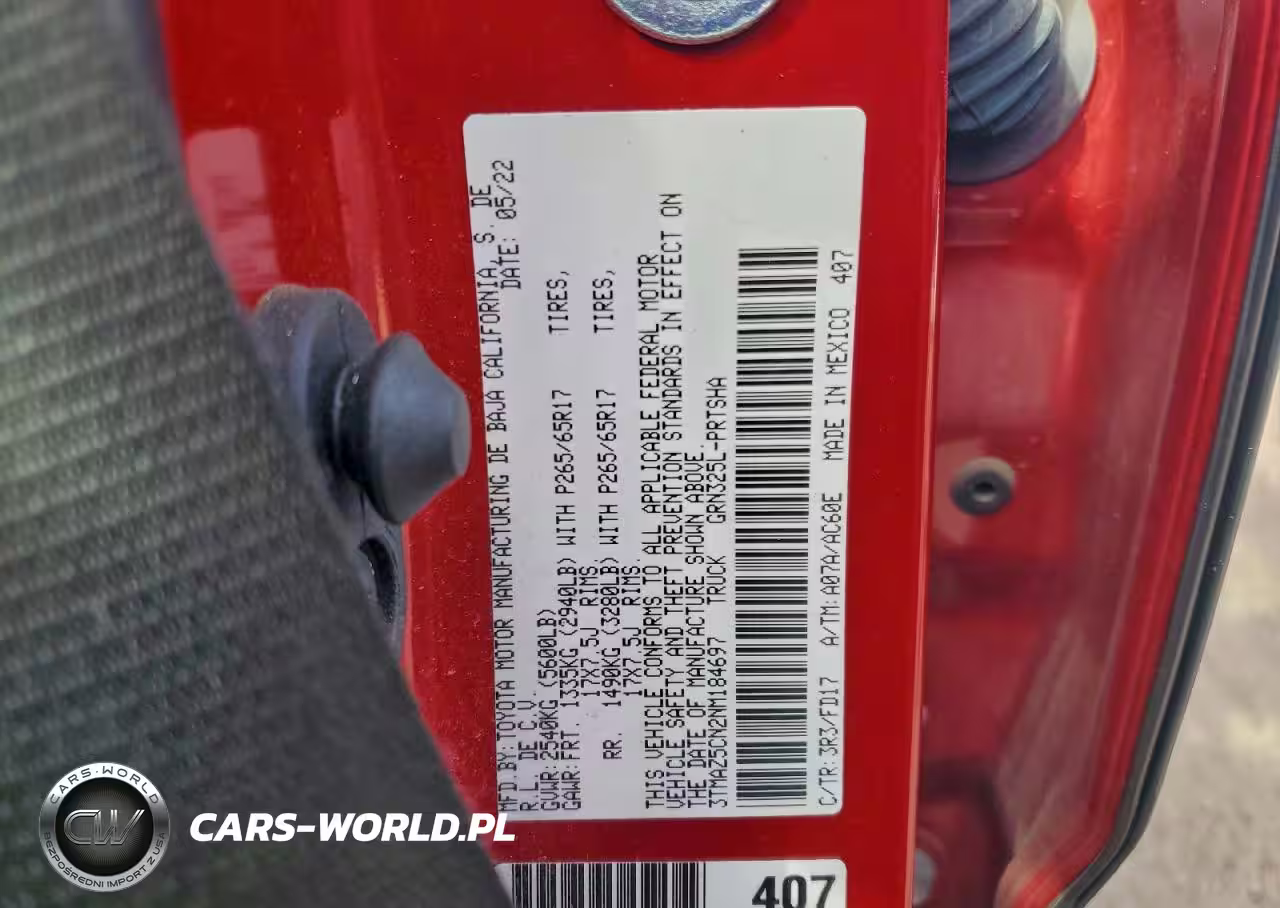 MFD.BY:TOYOTA MOTOR MANUFACTURING DE BAJA CALIFORNIA, S. DE
R.L. DE C.V. DATE: 05/22
GVWR:2540KG (5600LB)
GAWR:FRT 1335KG (2940LB) WITH P265/65R17 TIRES,
17X7.5J RIMS
RR. 1490KG (3280LB) WITH P265/65R17 TIRES,
17X7.5J RIMS
THIS VEHICLE CONFORMS TO ALL APPLICABLE FEDERAL MOTOR
VEHICLE SAFETY AND THEFT PREVENTION STANDARDS IN EFFECT ON
THE DATE OF MANUFACTURE SHOWN ABOVE.
3TMAZ5CN2NM184697 TRUCK GRN325L-PRTSHA
C/TR:3R3/FD17 A/TM:A07A/AC60E MADE IN MEXICO 407
407
CARS-WORLD
CW
BEZPOŚREDNI IMPORT Z USA
CARS-WORLD.PL